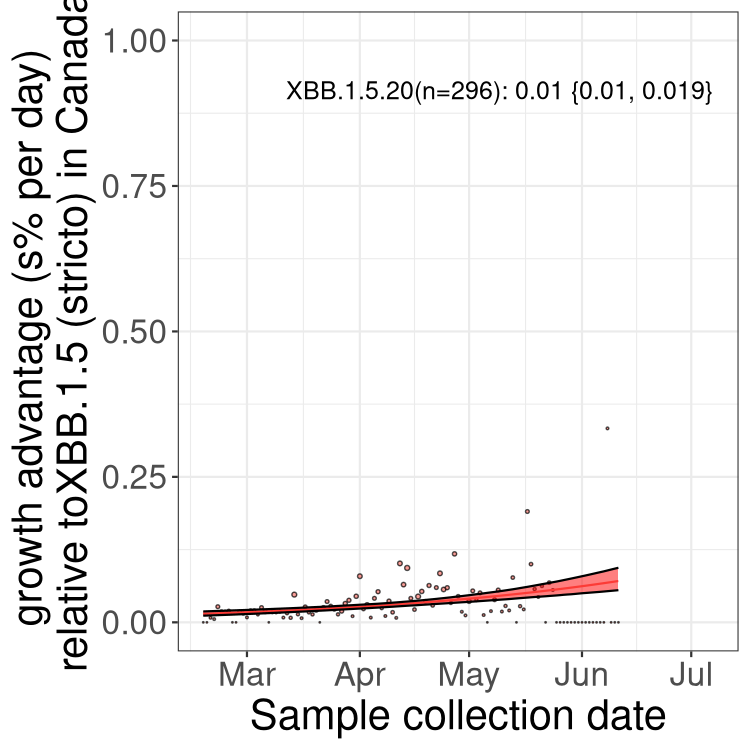 growth advantage (s% per day)
relative toXBB.1.5 (stricto) in Canada
1.00
0.75
0.50
0.25
0.00
XBB.1.5.20(n=296): 0.01 {0.01, 0.019}
Mar Apr May Jun Jul
Sample collection date